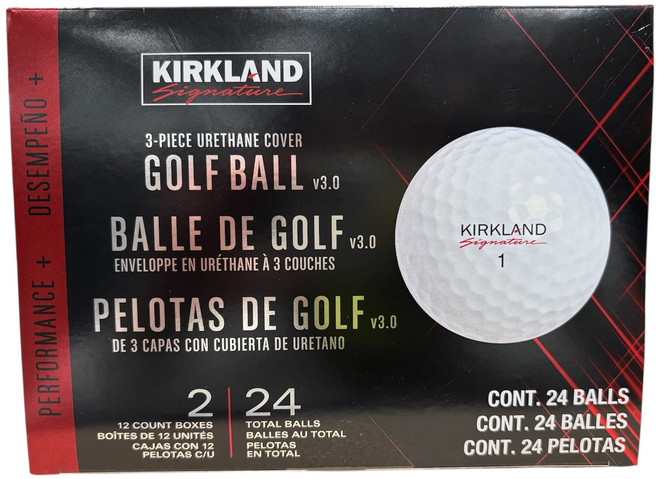 PERFORMANCE + DESEMPEÑO +
KIRKLAND
Signature
3-PIECE URETHANE COVER
GOLF BALL v3.0
BALLE DE GOLF v3.0
ENVELOPPE EN URÉTHANE À 3 COUCHES
PELOTAS DE GOLF v3.0
DE 3 CAPAS CON CUBIERTA DE URETANO
KIRKLAND
Signature
1
2
12 COUNT BOXES
BOÎTES DE 12 UNITÉS
CAJAS CON 12
PELOTAS C/U
24
TOTAL BALLS
BALLES AU TOTAL
PELOTAS
EN TOTAL
CONT. 24 BALLS
CONT. 24 BALLES
CONT. 24 PELOTAS